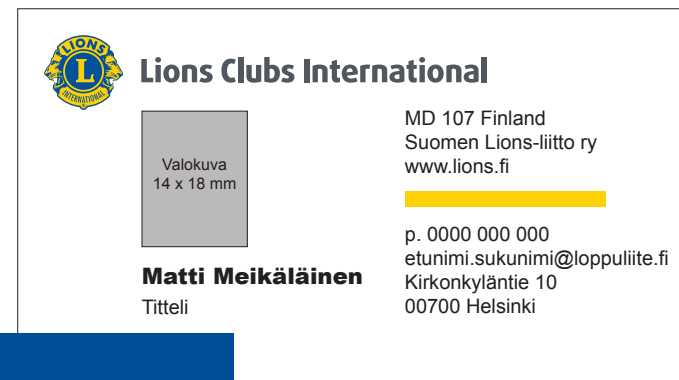 LIONS
L
INTERNATIONAL
Lions Clubs International
Valokuva
14 x 18 mm
Matti Meikäläinen
Titteli
MD 107 Finland
Suomen Lions-liitto ry
www.lions.fi
p. 0000 000 000
etunimi.sukunimi@loppuliite.fi
Kirkonkyläntie 10
00700 Helsinki